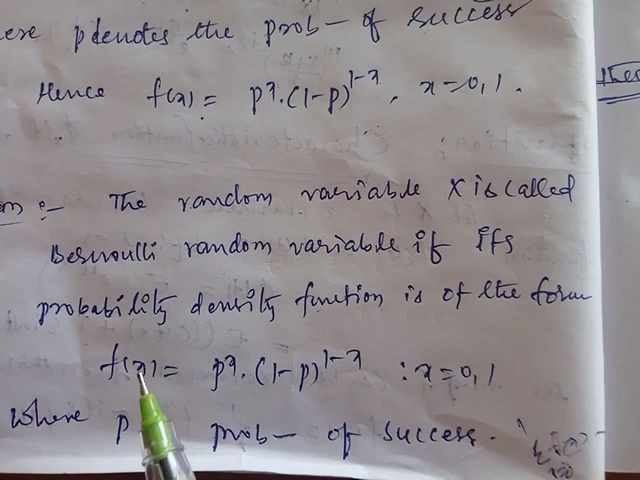 ere p denotes the prob- of success
Hence f(x) = p^x. (1-p)^{1-x}, x=0,1.
:- The random variable X is called
Bernoulli random variable if its
probability density function is of the form
f(x) = p^x. (1-p)^{1-x} : x=0,1
Where p prob- of success.